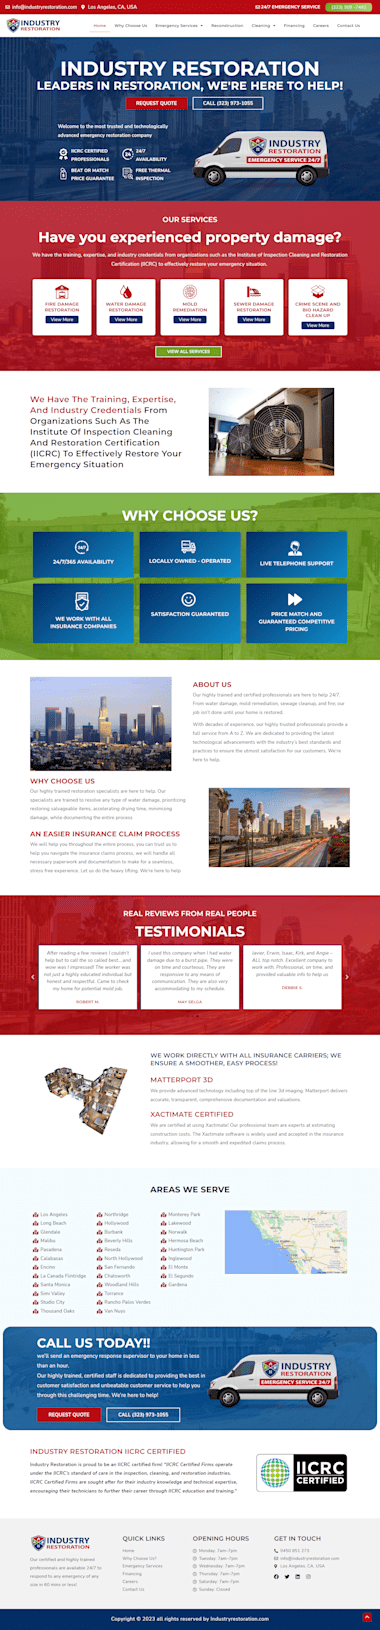 info@industryrestoration.com Los Angeles, CA, USA 24/7 EMERGENCY SERVICE
INDUSTRY
RESTORATION
Home Why Choose Us Emergency Services Reconstruction Cleaning Financing Careers Contact Us
INDUSTRY RESTORATION
LEADERS IN RESTORATION, WE'RE HERE TO HELP!
REQUEST QUOTE CALL (323) 973-1055
Welcome to the most trusted and technologically
advanced emergency restoration company
IICRC CERTIFIED
PROFESSIONALS
24/7
AVAILABILITY
BEAT OR MATCH
PRICE GUARANTEE
FREE THERMAL
INSPECTION
INDUSTRY
RESTORATION
EMERGENCY SERVICE 24/7
OUR SERVICES
Have you experienced property damage?
We have the training, expertise, and industry credentials from organizations such as the Institute of Inspection Cleaning and Restoration
Certification (IICRC) to effectively restore your emergency situation.
FIRE DAMAGE
RESTORATION
View More
WATER DAMAGE
RESTORATION
View More
MOLD
REMEDIATION
View More
SEWER DAMAGE
RESTORATION
View More
CRIME SCENE AND
BIO HAZARD
CLEAN UP
View More
VIEW ALL SERVICES
We Have The Training, Expertise,
And Industry Credentials From
Organizations Such As The
Institute Of Inspection Cleaning
And Restoration Certification
(IICRC) To Effectively Restore Your
Emergency Situation
WHY CHOOSE US?
24/7
24/7/365 AVAILABILITY
LOCALLY OWNED - OPERATED
LIVE TELEPHONE SUPPORT
WE WORK WITH ALL
INSURANCE COMPANIES
SATISFACTION GUARANTEED
PRICE MATCH AND
GUARANTEED COMPETITIVE
PRICING
ABOUT US
Our highly trained and certified professionals are here to help 24/7.
From water damage, mold remediation, sewage cleanup, and fire; our
job isn't done until your home is restored.
With decades of experience, our highly trusted professionals provide a
full service from A to Z. We are dedicated to providing the latest
technological advancements with the industry's best standards and
practices to ensure the utmost satisfaction for our customers. We're
here to help.
WHY CHOOSE US
Our highly trained restoration specialists are here to help. Our
specialists are trained to resolve any type of water damage, prioritizing
restoring salvageable items, accelerating drying time, minimizing
damage, while documenting the entire process.
AN EASIER INSURANCE CLAIM PROCESS
We will help you throughout the entire process, you can trust us to
help you navigate the insurance claims process, we will handle all
necessary paperwork and documentation to make for a seamless,
stress free experience. Let us do the heavy lifting. We're here to help
REAL REVIEWS FROM REAL PEOPLE
TESTIMONIALS
After reading a few reviews I couldn't
help but to call the so called best...and
wow was I impressed! The worker was
not just a highly educated individual but
honest and respectful. Came to check
my home for potential mold job.
ROBERT M.
I used this company when I had water
damage due to a burst pipe. They were
on time and courteous. They are
responsive to any means of
communication. They are also very
accommodating to my schedule.
MAY SELGA
Javier, Erwin, Isaac, Kirk, and Angie –
ALL top notch. Excellent company to
work with. Professional, on time, and
provided valuable info to help us
DEBBIE S.
WE WORK DIRECTLY WITH ALL INSURANCE CARRIERS; WE
ENSURE A SMOOTHER, EASY PROCESS!
MATTERPORT 3D
We provide advanced technology including top of the line 3d imaging. Matterport delivers
accurate, transparent, comprehensive documentation and valuations.
XACTIMATE CERTIFIED
We are certified at using Xactimate! Our professional team are experts at estimating
construction costs. The Xactimate software is widely used and accepted in the insurance
industry, allowing for a smooth and expedited claims process.
AREAS WE SERVE
Los Angeles
Long Beach
Glendale
Malibu
Pasadena
Calabasas
Encino
La Canada Flintridge
Santa Monica
Simi Valley
Studio City
Thousand Oaks
Northridge
Hollywood
Burbank
Beverly Hills
Reseda
North Hollywood
San Fernando
Chatsworth
Woodland Hills
Torrance
Rancho Palos Verdes
Van Nuys
Monterey Park
Lakewood
Norwalk
Hermosa Beach
Huntington Park
Inglewood
El Monte
El Segundo
Gardena
CALL US TODAY!!
we'll send an emergency response supervisor to your home in less
than an hour.
Our highly trained, certified staff is dedicated to providing the best in
customer satisfaction and unbeatable customer service to help you
through this challenging time. We're here to help!
REQUEST QUOTE CALL (323) 973-1055
INDUSTRY
RESTORATION
EMERGENCY SERVICE 24/7
INDUSTRY RESTORATION IICRC CERTIFIED
Industry Restoration is proud to be an IICRC certified firm! "IICRC Certified Firms operate
under the IICRC's standard of care in the inspection, cleaning, and restoration industries.
IICRC Certified Firms are sought after for their industry knowledge and technical expertise,
encouraging their technicians to further their career through IICRC education and training."
IICRC
CERTIFIED
INDUSTRY
RESTORATION
Our certified and highly trained
professionals are available 24/7 to
respond to any emergency of any
size in 60 mins or less!
QUICK LINKS
Home
Why Choose Us?
Emergency Services
Financing
Careers
Contact Us
OPENING HOURS
Monday: 7am-7pm
Tuesday: 7am-7pm
Wednesday: 7am-7pm
Thursday: 7am-7pm
Saturday: 7am-7pm
Sunday: Closed
GET IN TOUCH
info@industryrestoration.com
Los Angeles, CA, USA
Copyright © 2023 all rights reserved by Industryrestoration.com